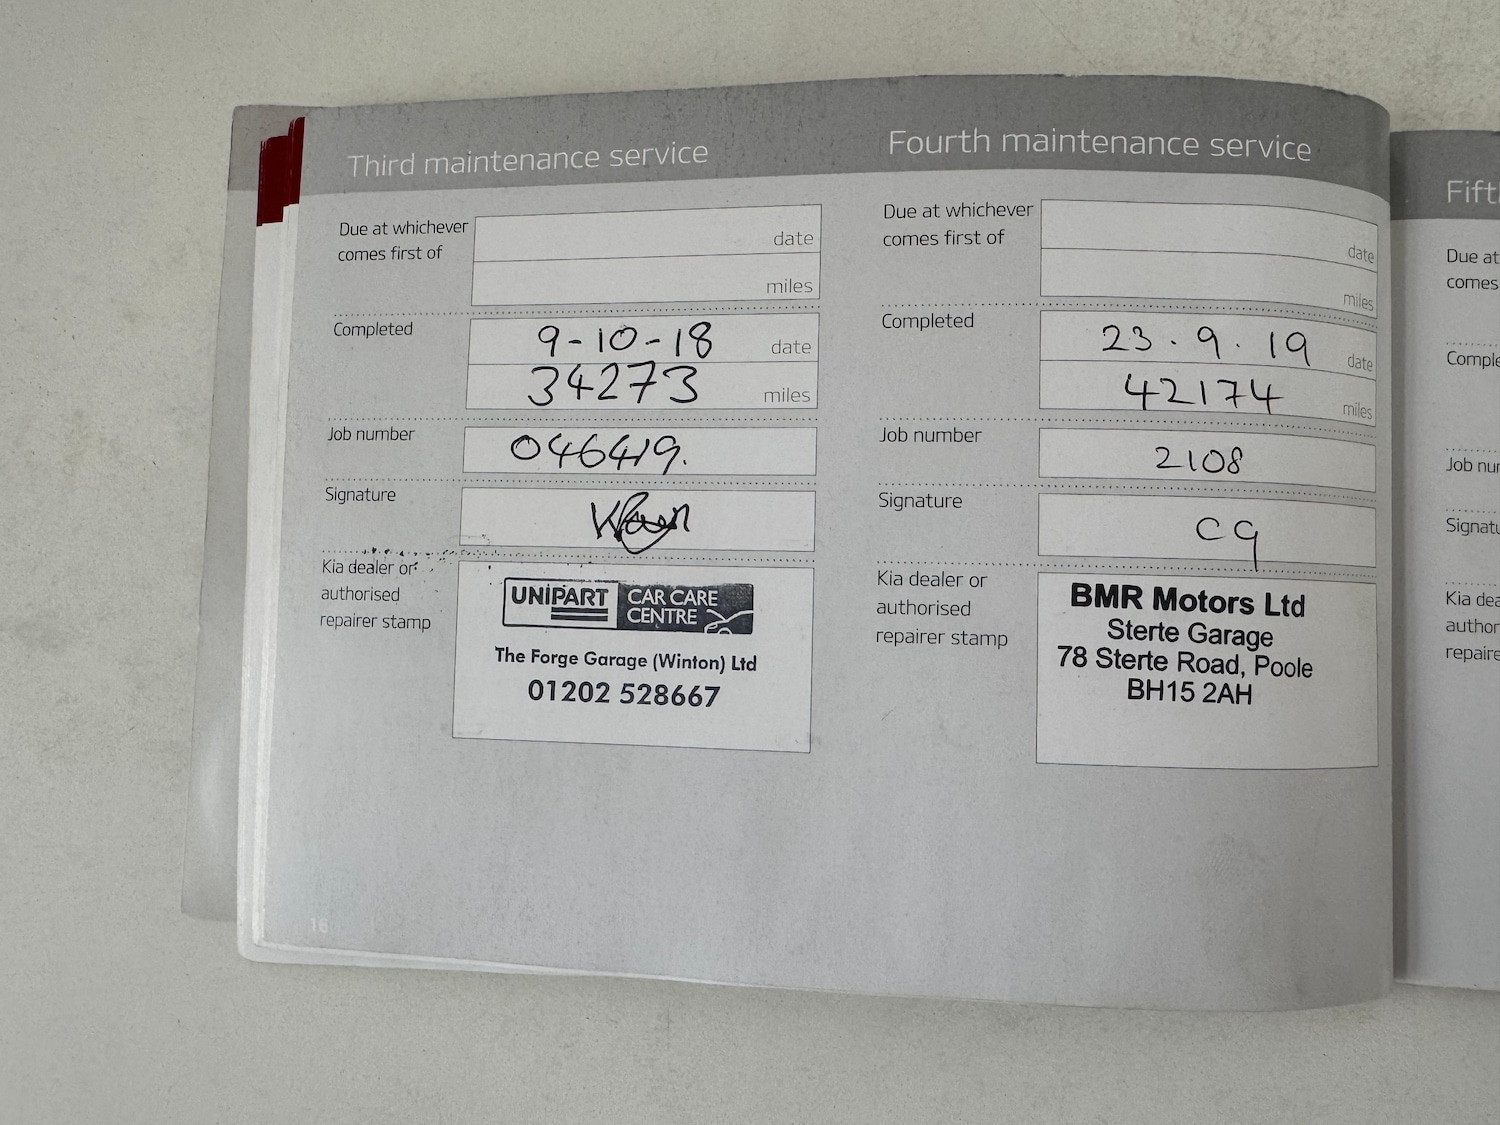 Third maintenance service
Due at whichever
comes first of
date
miles
Completed
9-10-18 date
34273 miles
Job number
046419.
Signature
Kia dealer or
authorised
repairer stamp
UNIPART CAR CARE
CENTRE
The Forge Garage (Winton) Ltd
01202 528667
16
Fourth maintenance service
Due at whichever
comes first of
date
miles
Completed
23.9.19 date
42174 miles
Job number
2108
Signature
CG
Kia dealer or
authorised
repairer stamp
BMR Motors Ltd
Sterte Garage
78 Sterte Road, Poole
BH15 2AH
Fift
Due at
comes
Comple
Job nu
Signatu
Kia dea
author
repaire